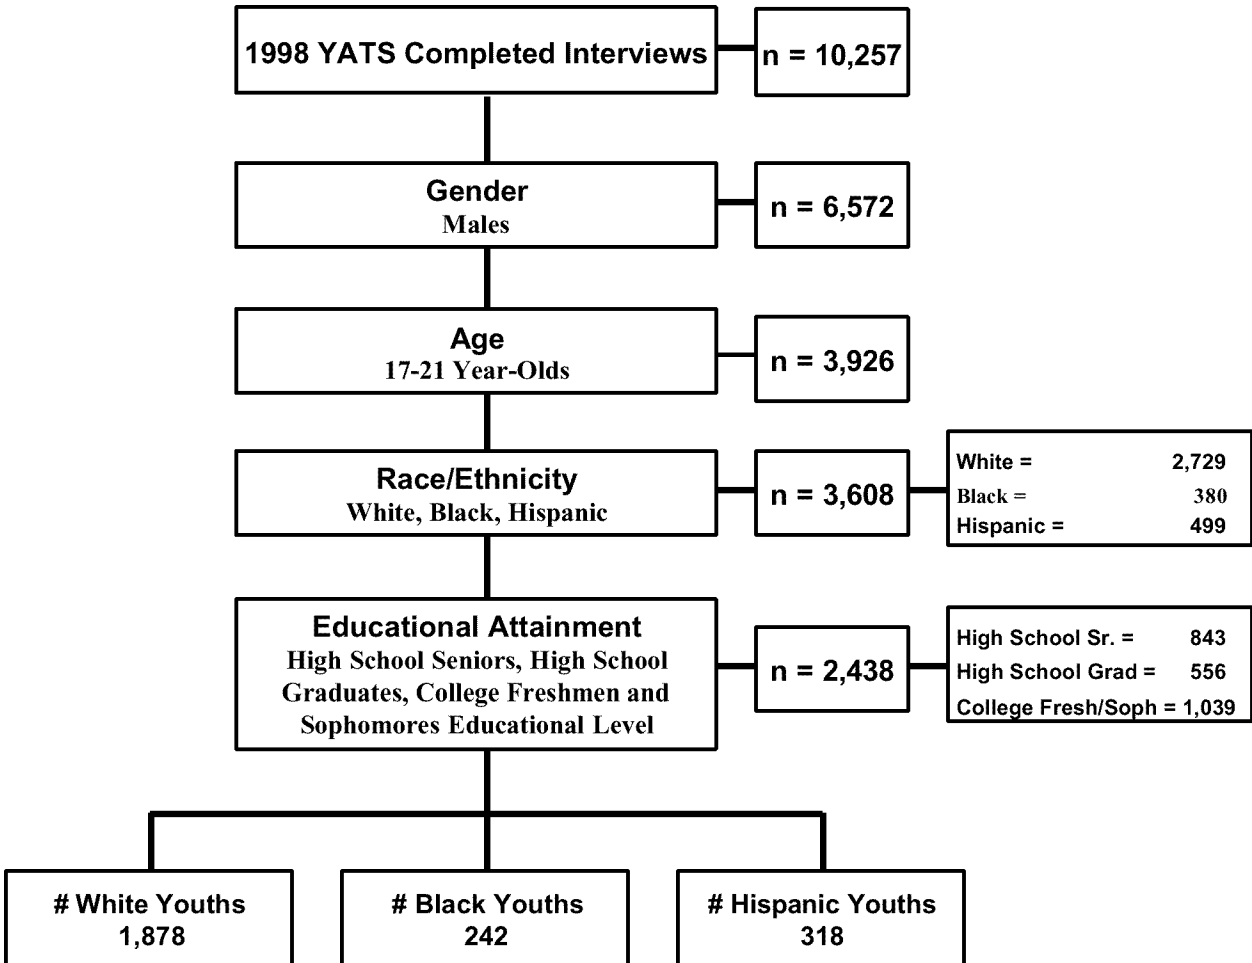 1998 YATS Completed Interviews
n = 10,257
Gender
Males
n = 6,572
Age
17-21 Year-Olds
n = 3,926
Race/Ethnicity
White, Black, Hispanic
n = 3,608
White = 2,729
Black = 380
Hispanic = 499
Educational Attainment
High School Seniors, High School
Graduates, College Freshmen and
Sophomores Educational Level
n = 2,438
High School Sr. = 843
High School Grad = 556
College Fresh/Soph = 1,039
# White Youths
1,878
# Black Youths
242
# Hispanic Youths
318